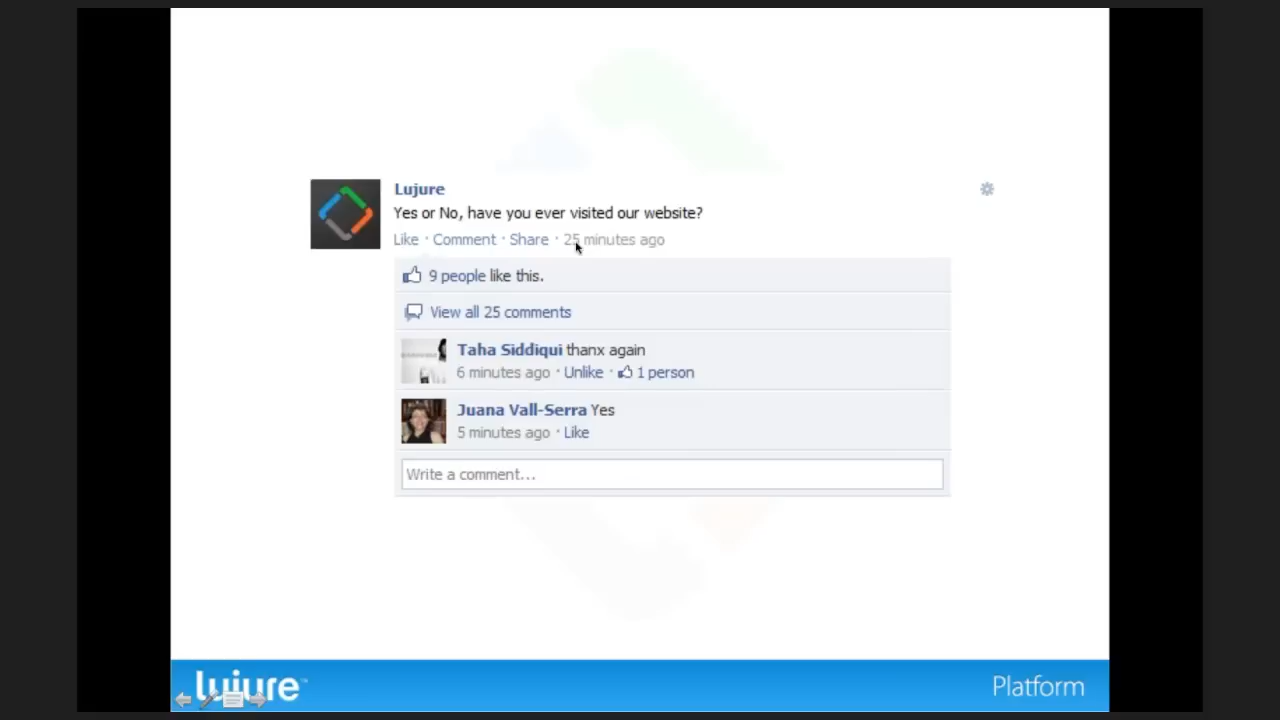 Lujure
Yes or No, have you ever visited our website?
Like · Comment · Share · 25 minutes ago
9 people like this.
View all 25 comments
Taha Siddiqui thanx again
6 minutes ago · Unlike · 1 person
Juana Vall-Serra Yes
5 minutes ago · Like
Write a comment...
lujure™
Platform